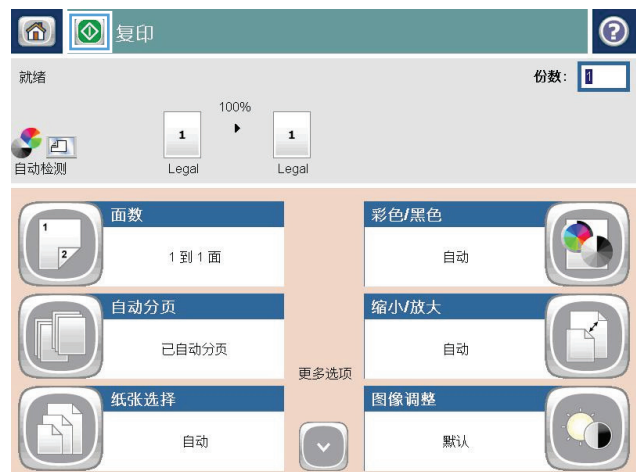 复印
就绪
份数: 1
100%
1
1
自动检测
Legal
Legal
面数
1
2
1 到 1 面
彩色/黑色
自动
自动分页
已自动分页
缩小/放大
自动
更多选项
纸张选择
自动
图像调整
默认